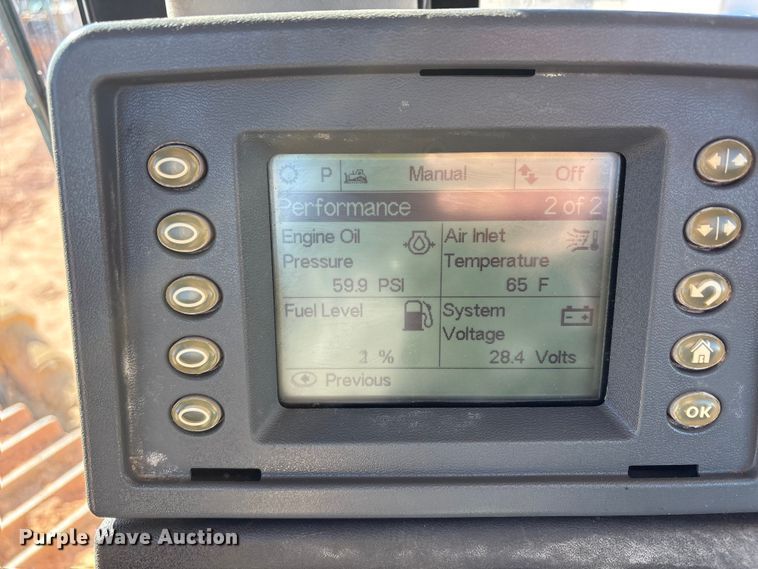 P Manual Off
Performance 2 of 2
Engine Oil Pressure
59.9 PSI
Air Inlet Temperature
65 F
Fuel Level
%
System Voltage
28.4 Volts
Previous
OK
Purple Wave Auction